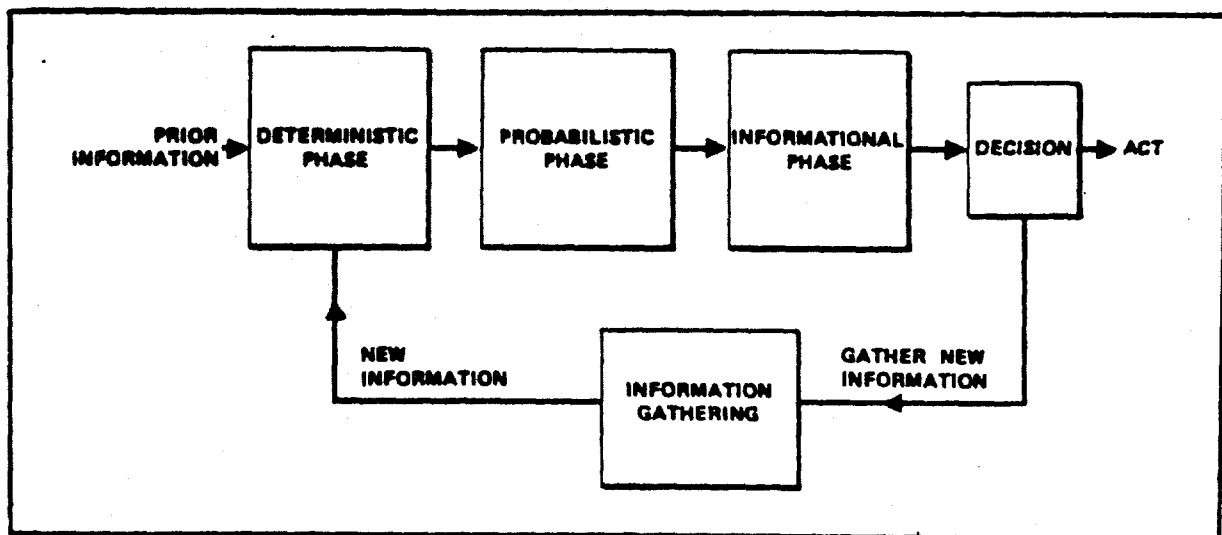 PRIOR
INFORMATION
DETERMINISTIC
PHASE
PROBABILISTIC
PHASE
INFORMATIONAL
PHASE
DECISION
ACT
NEW
INFORMATION
INFORMATION
GATHERING
GATHER NEW
INFORMATION